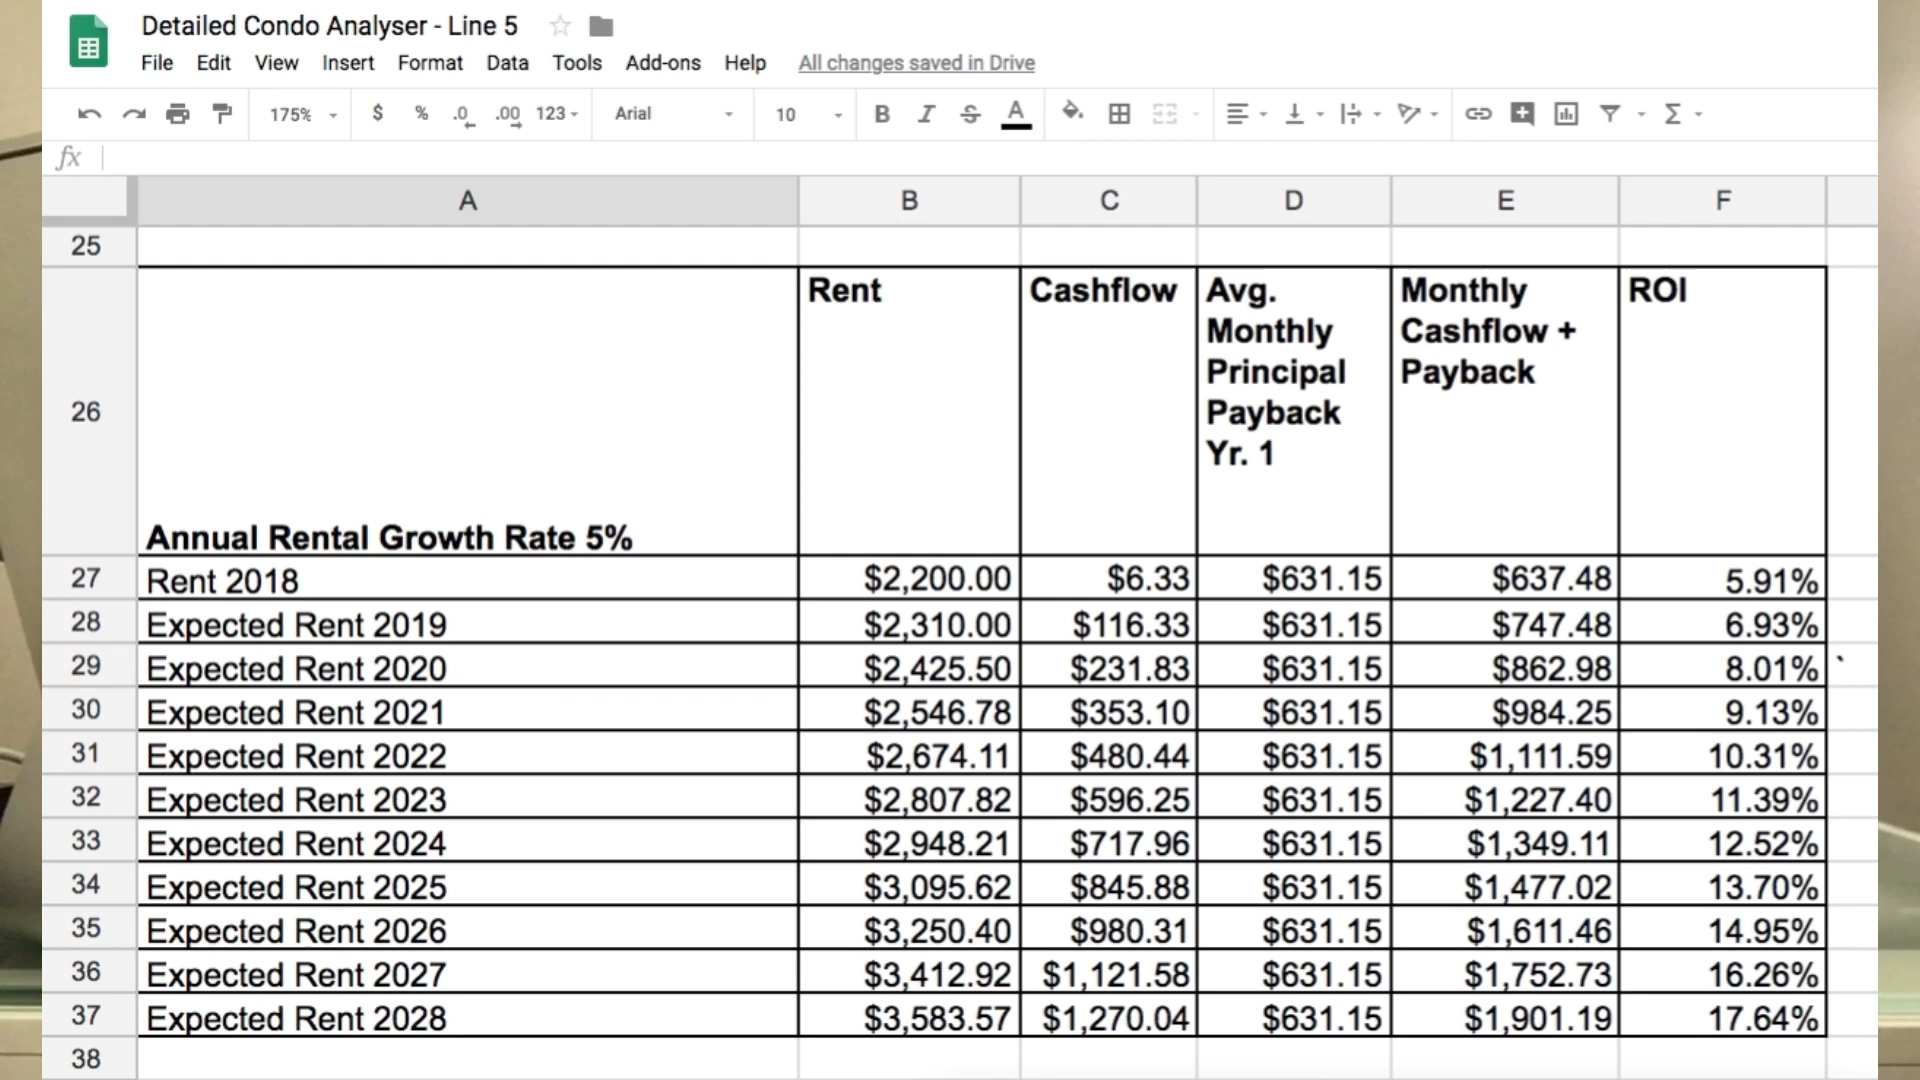 Detailed Condo Analyser - Line 5
File Edit View Insert Format Data Tools Add-ons Help All changes saved in Drive
175% $ % .0 .00 123 Arial 10 B I S A
fx
A B C D E F
25
26 Annual Rental Growth Rate 5% Rent Cashflow Avg. Monthly Principal Payback Yr. 1 Monthly Cashflow + Payback ROI
27 Rent 2018 $2,200.00 $6.33 $631.15 $637.48 5.91%
28 Expected Rent 2019 $2,310.00 $116.33 $631.15 $747.48 6.93%
29 Expected Rent 2020 $2,425.50 $231.83 $631.15 $862.98 8.01% `
30 Expected Rent 2021 $2,546.78 $353.10 $631.15 $984.25 9.13%
31 Expected Rent 2022 $2,674.11 $480.44 $631.15 $1,111.59 10.31%
32 Expected Rent 2023 $2,807.82 $596.25 $631.15 $1,227.40 11.39%
33 Expected Rent 2024 $2,948.21 $717.96 $631.15 $1,349.11 12.52%
34 Expected Rent 2025 $3,095.62 $845.88 $631.15 $1,477.02 13.70%
35 Expected Rent 2026 $3,250.40 $980.31 $631.15 $1,611.46 14.95%
36 Expected Rent 2027 $3,412.92 $1,121.58 $631.15 $1,752.73 16.26%
37 Expected Rent 2028 $3,583.57 $1,270.04 $631.15 $1,901.19 17.64%
38